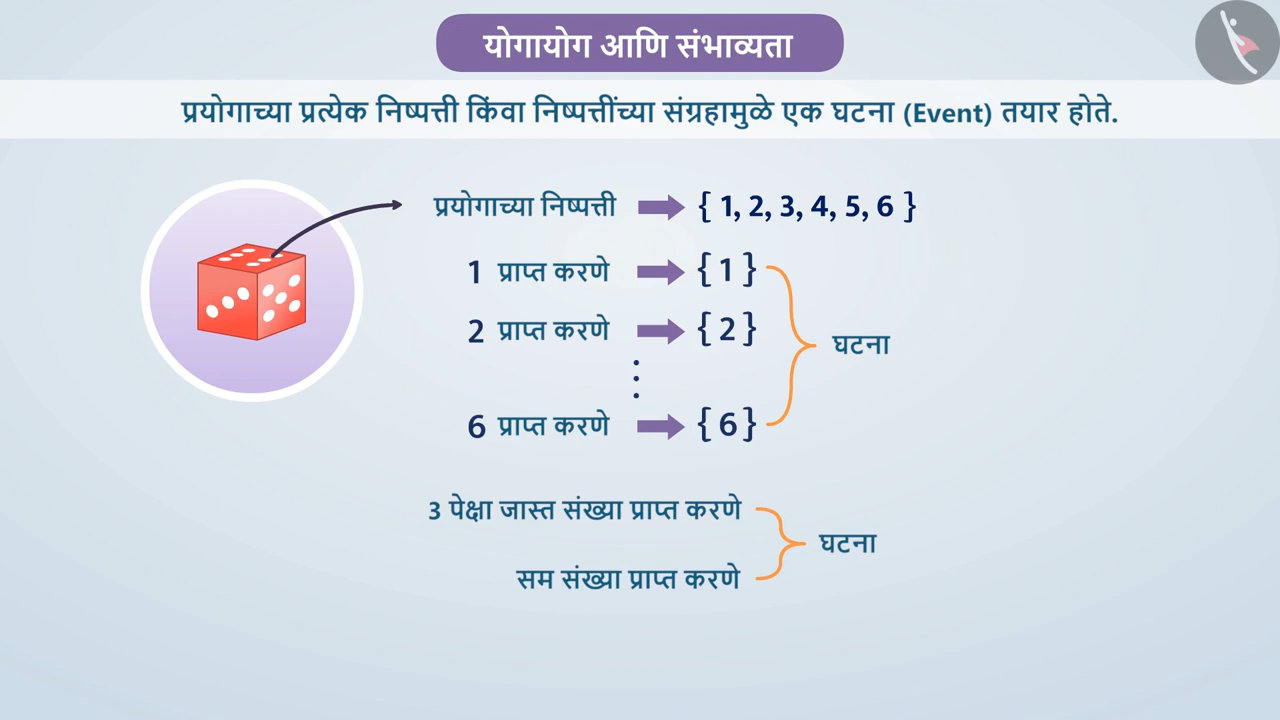 योगायोग आणि संभाव्यता
प्रयोगाच्या प्रत्येक निष्पत्ती किंवा निष्पत्तींच्या संग्रहामुळे एक घटना (Event) तयार होते.
प्रयोगाच्या निष्पत्ती { 1, 2, 3, 4, 5, 6 }
1 प्राप्त करणे { 1 }
2 प्राप्त करणे { 2 }
घटना
6 प्राप्त करणे { 6 }
3 पेक्षा जास्त संख्या प्राप्त करणे
घटना
सम संख्या प्राप्त करणे